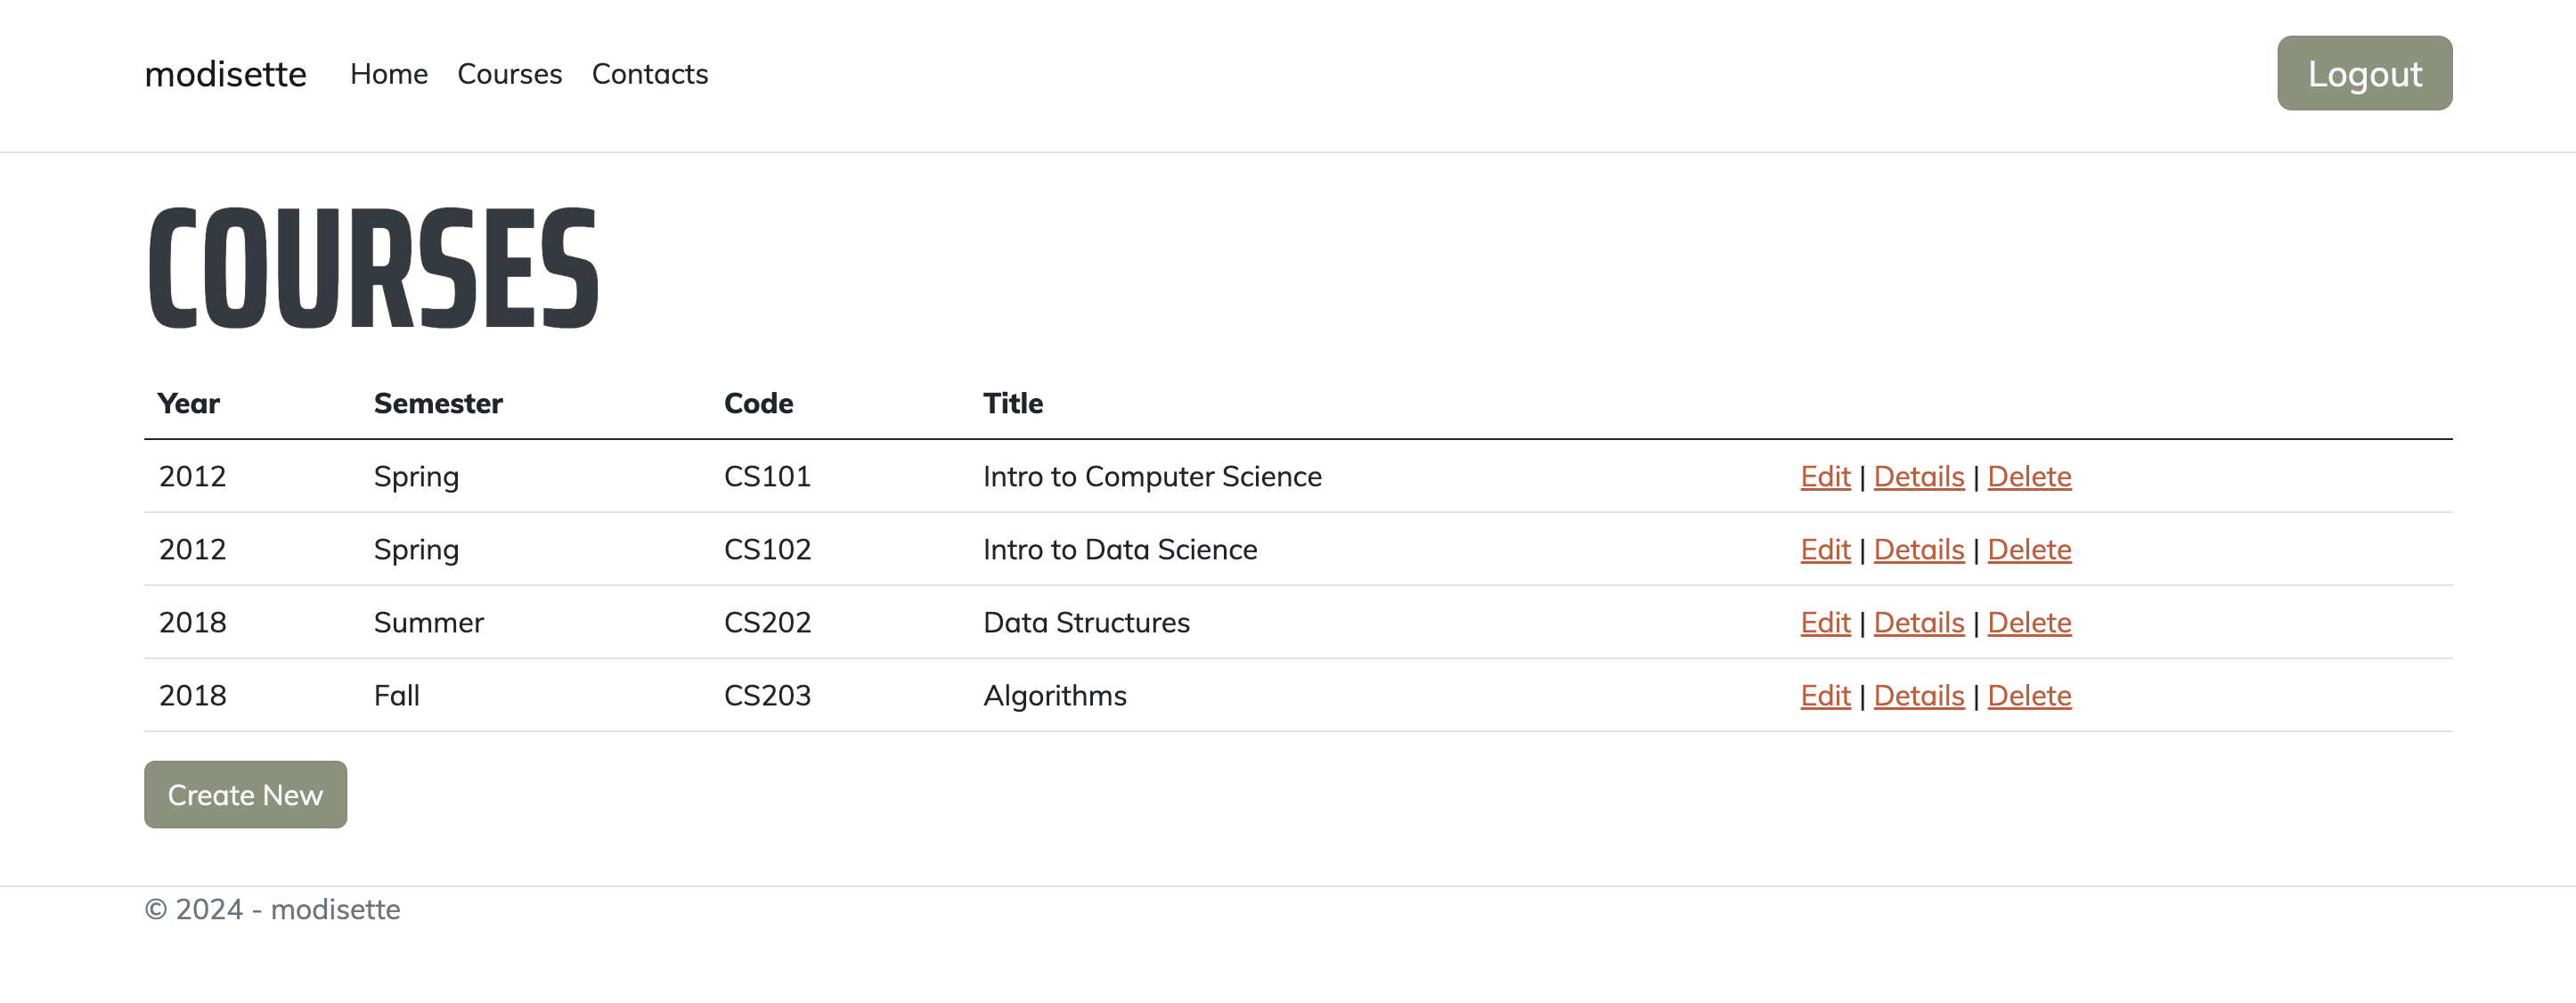 modisette Home Courses Contacts Logout
COURSES
Year Semester Code Title
2012 Spring CS101 Intro to Computer Science Edit | Details | Delete
2012 Spring CS102 Intro to Data Science Edit | Details | Delete
2018 Summer CS202 Data Structures Edit | Details | Delete
2018 Fall CS203 Algorithms Edit | Details | Delete
Create New
© 2024 - modisette